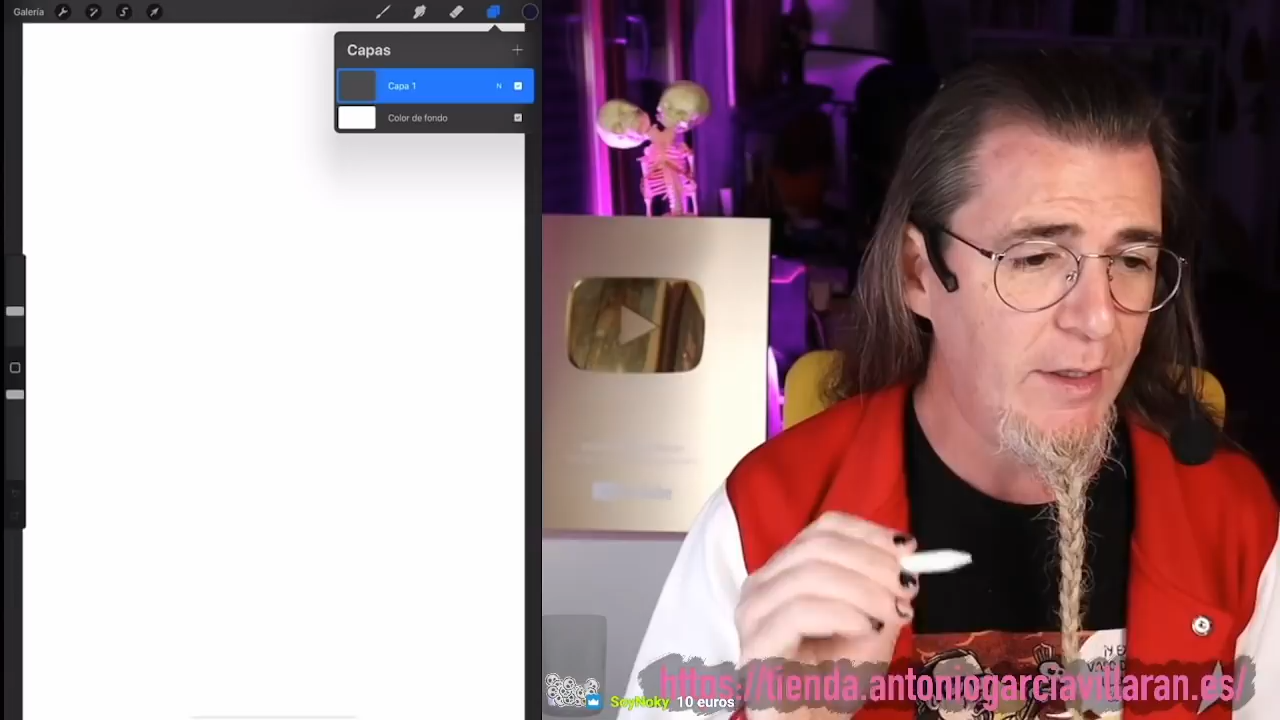 Galería
Capas
Capa 1
N
Color de fondo
https://tienda.antoniogarciavillaran.es/
SoyNoky 10 euros